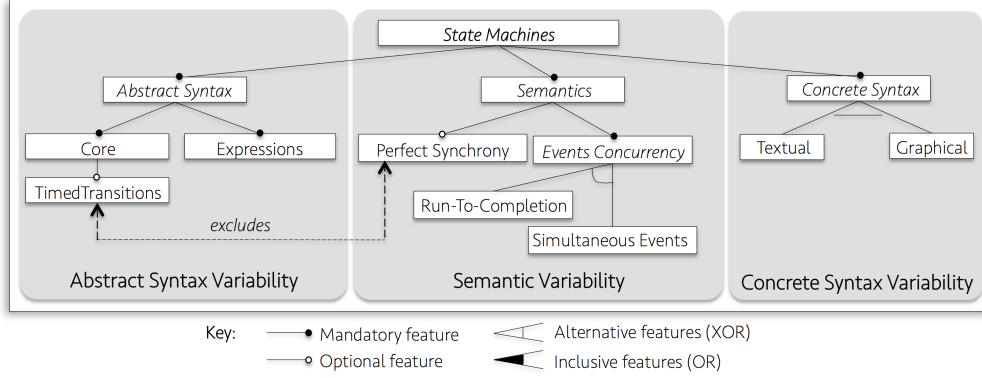 State Machines
Abstract Syntax
Semantics
Concrete Syntax
Core
Expressions
Perfect Synchrony
Events Concurrency
Textual
Graphical
TimedTransitions
Run-To-Completion
excludes
Simultaneous Events
Abstract Syntax Variability
Semantic Variability
Concrete Syntax Variability
Key:
Mandatory feature
Alternative features (XOR)
Optional feature
Inclusive features (OR)